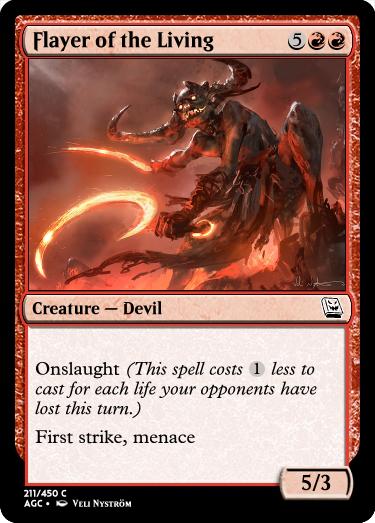 Flayer of the Living 5
Creature — Devil
Onslaught (This spell costs 1 less to
cast for each life your opponents have
lost this turn.)
First strike, menace
5/3
211/450 C
AGC • Veli Nyström